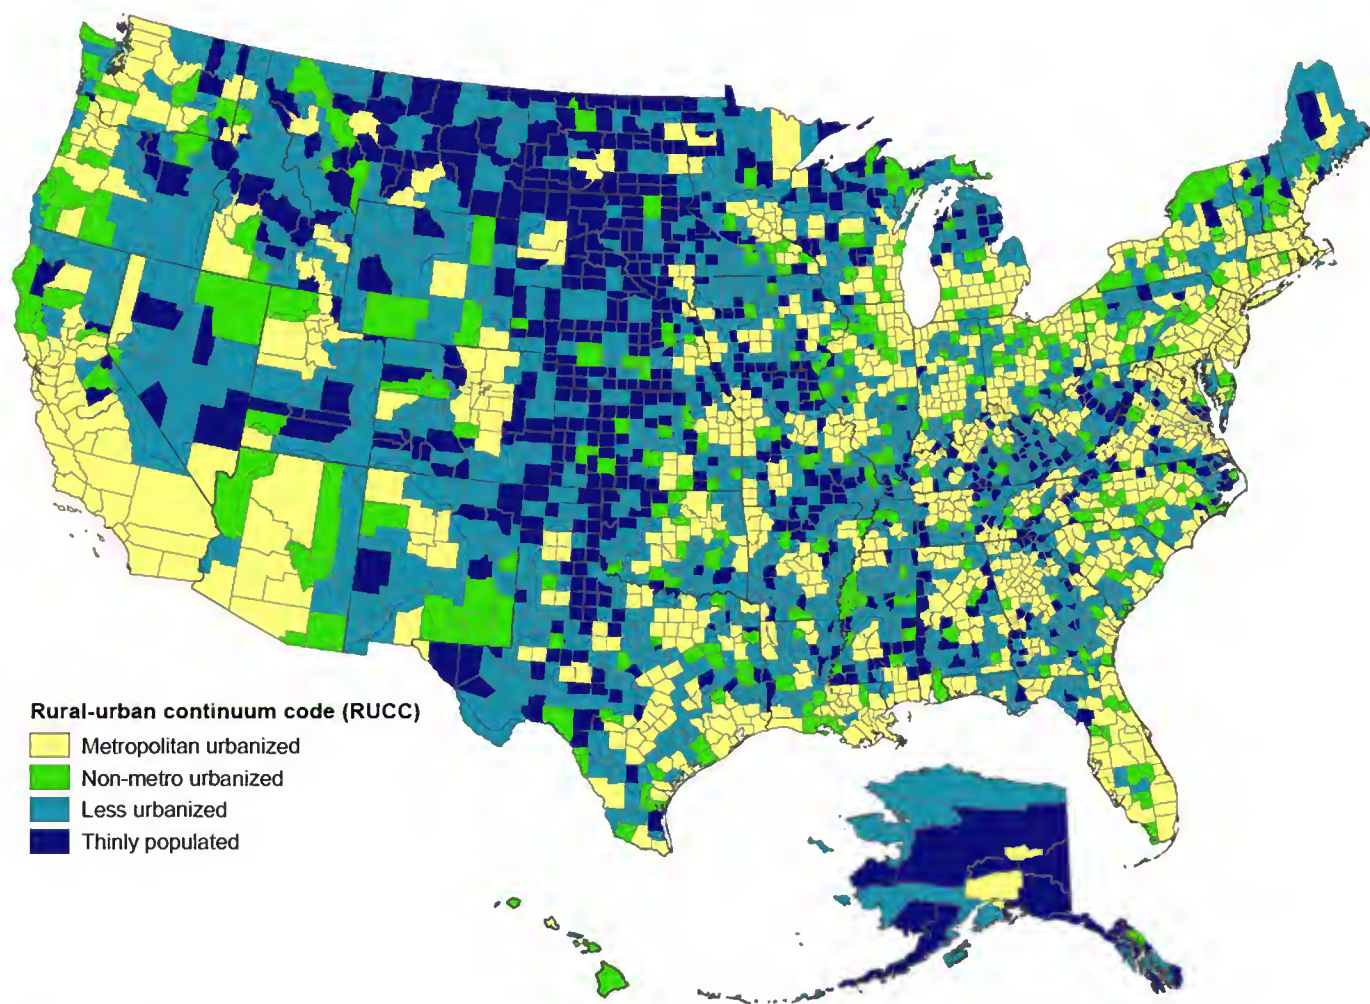 Rural-urban continuum code (RUCC)
Metropolitan urbanized
Non-metro urbanized
Less urbanized
Thinly populated